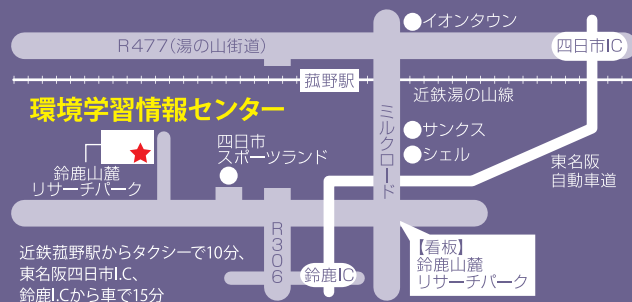 イオンタウン
R477(湯の山街道)
四日市IC
菰野駅
近鉄湯の山線
環境学習情報センター
ミルクロード
サンクス
シェル
四日市
スポーツランド
東名阪
自動車道
鈴鹿山麓
リサーチパーク
R306
鈴鹿IC
【看板】
鈴鹿山麓
リサーチパーク
近鉄菰野駅からタクシーで10分、
東名阪四日市I.C、
鈴鹿I.Cから車で15分